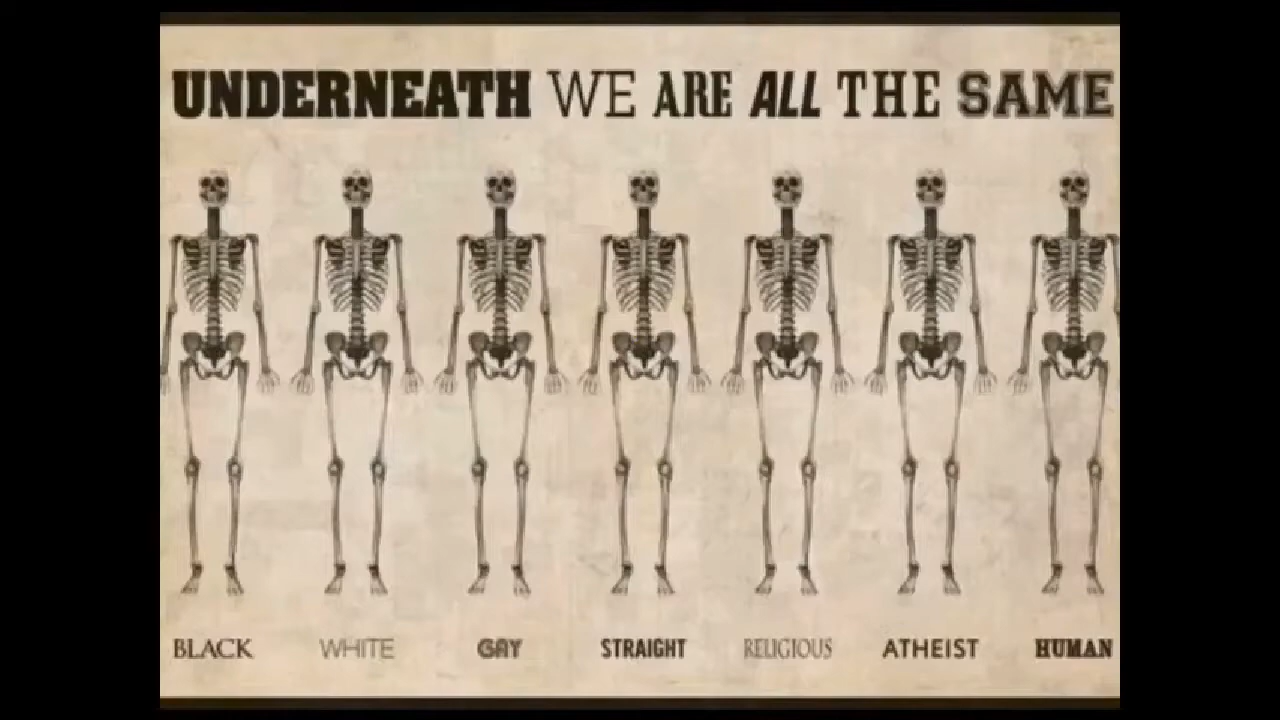 UNDERNEATH WE ARE ALL THE SAME
BLACK WHITE GAY STRAIGHT RELIGIOUS ATHEIST HUMAN